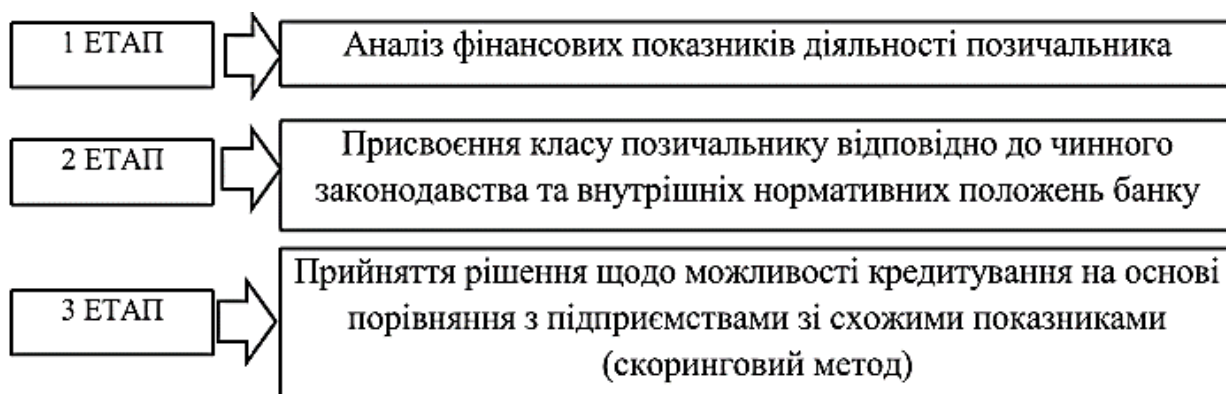 1 ЕТАП
Аналіз фінансових показників діяльності позичальника
2 ЕТАП
Присвоєння класу позичальнику відповідно до чинного
законодавства та внутрішніх нормативних положень банку
3 ЕТАП
Прийняття рішення щодо можливості кредитування на основі
порівняння з підприємствами зі схожими показниками
(скоринговий метод)